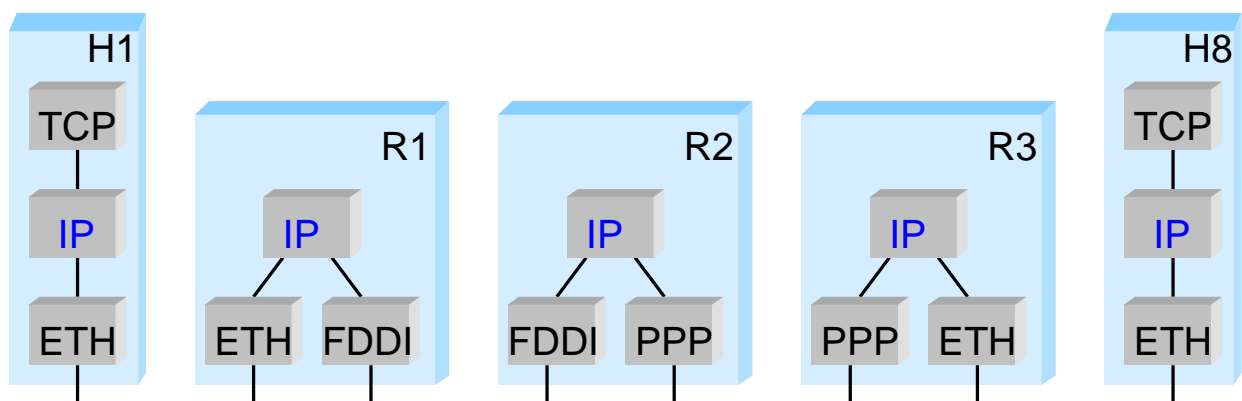 H1
TCP
IP
ETH
R1
IP
ETH FDDI
R2
IP
FDDI PPP
R3
IP
PPP ETH
H8
TCP
IP
ETH